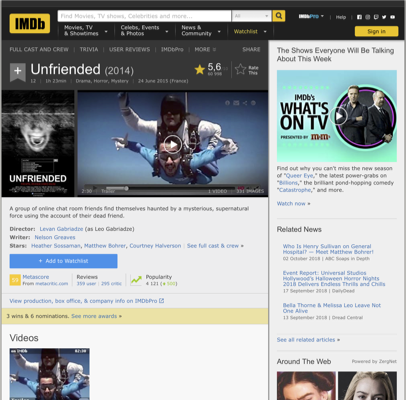 IMDb
Find Movies, TV shows, Celebrities and more...
All
Movies, TV
& Showtimes
Celebs, Events
& Photos
News &
Community
Watchlist
IMDbPro
Help
Sign in
FULL CAST AND CREW | TRIVIA | USER REVIEWS | IMDbPro | MORE
SHARE
Unfriended (2014)
5,6
Rate
This
12 | 1h 23min | Drama, Horror, Mystery | 24 June 2015 (France)
UNFRIENDED
2:30
1 VIDEO | 331 IMAGES
A group of online chat room friends find themselves haunted by a mysterious, supernatural
force using the account of their dead friend.
Director: Levan Gabriadze (as Leo Gabriadze)
Writer: Nelson Greaves
Stars: Heather Sossaman, Matthew Bohrer, Courtney Halverson | See full cast & crew »
+ Add to Watchlist
Metascore
From metacritic.com
Reviews
359 user | 295 critic
Popularity
4 121
View production, box office, & company info on IMDbPro
3 wins & 6 nominations. See more awards »
Videos
The Shows Everyone Will Be Talking
About This Week
IMDb's
WHAT'S
ON TV
PRESENTED BY
Find out why you can't miss the new season
of "Queer Eye," the latest power-grabs on
"Billions," the brilliant pond-hopping comedy
"Catastrophe," and more.
Watch now »
Related News
Who Is Henry Sullivan on General
Hospital? — Meet Matthew Bohrer!
02 October 2018 | ABC Soaps in Depth
Event Report: Universal Studios
Hollywood's Halloween Horror Nights
2018 Delivers Endless Thrills and Chills
17 September 2018 | DailyDead
Bella Thorne & Melissa Leo Leave Not
One Alive
13 September 2018 | Dread Central
See all related articles »
Around The Web
Powered by ZergNet